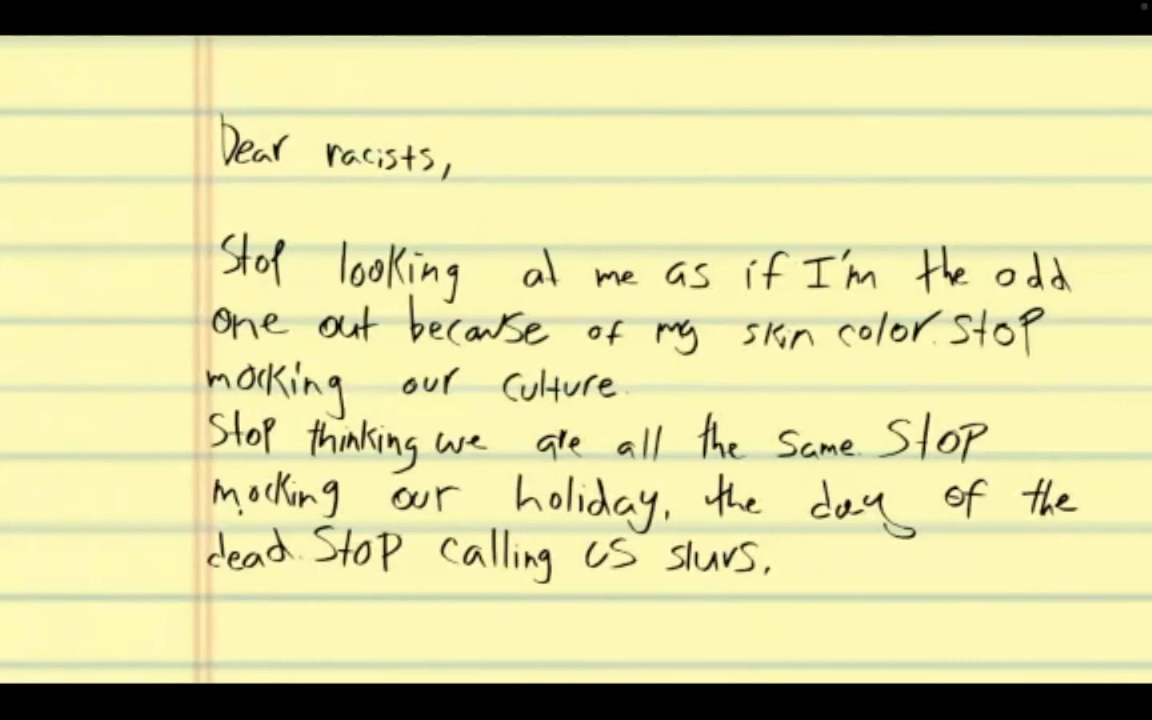 Dear racists,
Stop looking at me as if I'm the odd
one out because of my skin color. Stop
mocking our culture.
Stop thinking we are all the same. Stop
mocking our holiday, the day of the
dead. Stop calling us slurs.